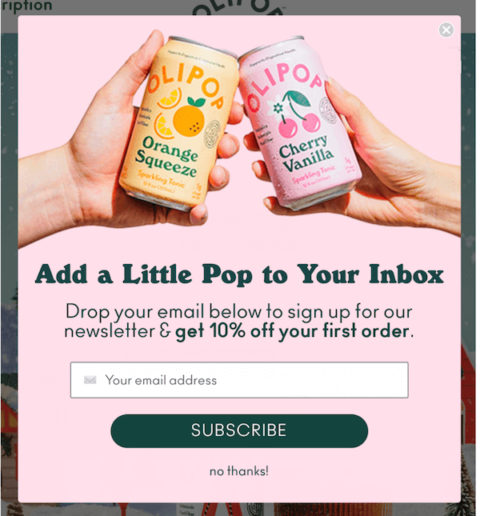 ription
OLIPOP
OLIPOP
Orange
Squeeze
Sparkling Tonic
OLIPOP
Cherry
Vanilla
Sparkling Tonic
Add a Little Pop to Your Inbox
Drop your email below to sign up for our
newsletter & get 10% off your first order.
Your email address
SUBSCRIBE
no thanks!